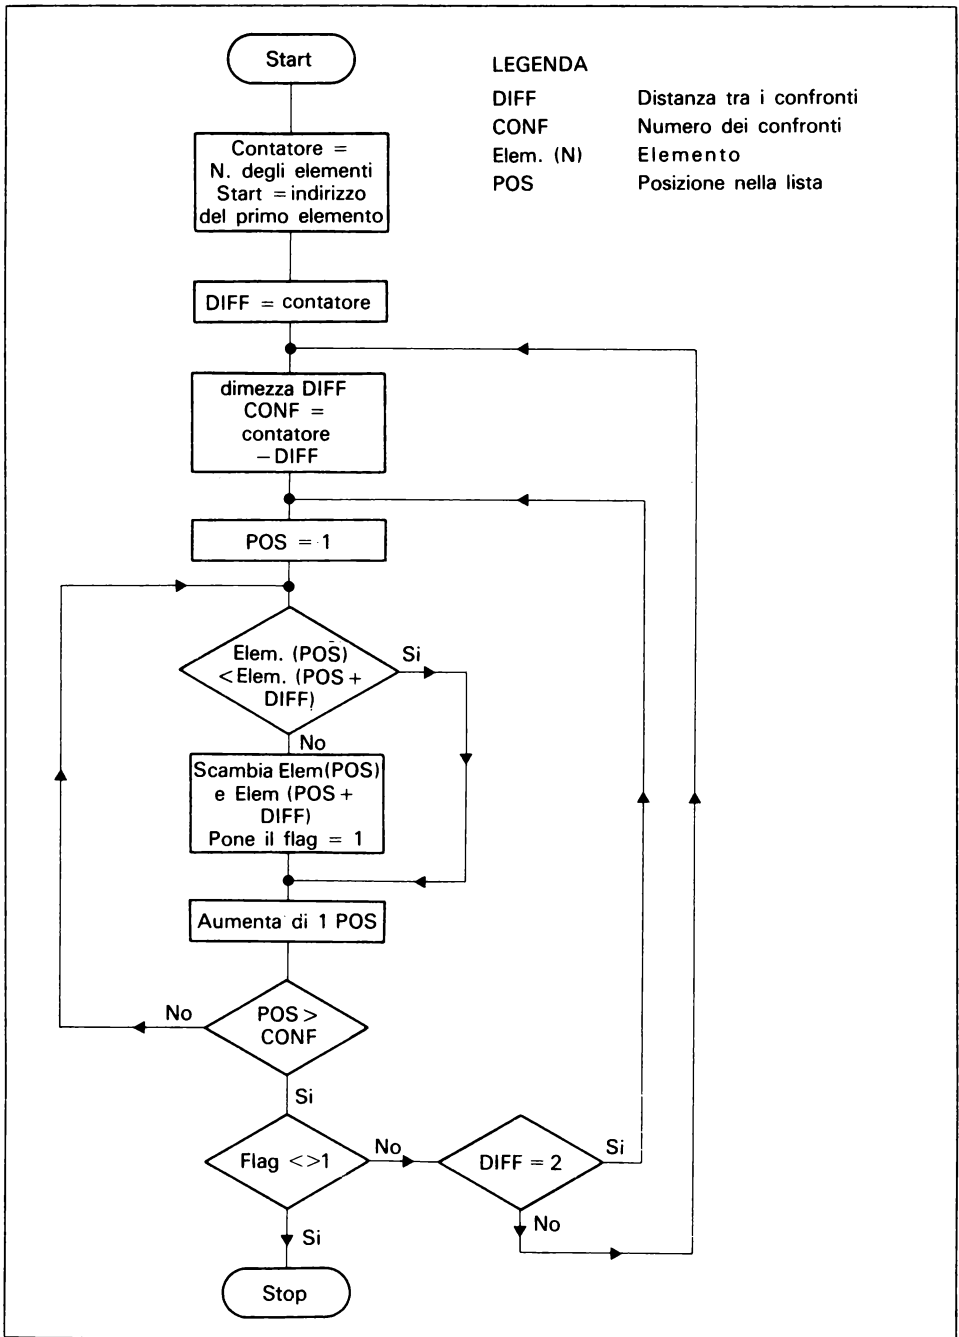 Start
LEGENDA
DIFF Distanza tra i confronti
CONF Numero dei confronti
Elem. (N) Elemento
POS Posizione nella lista
Contatore =
N. degli elementi
Start = indirizzo
del primo elemento
DIFF = contatore
dimezza DIFF
CONF =
contatore
– DIFF
POS = 1
Elem. (POS)
< Elem. (POS +
DIFF)
Si
No
Scambia Elem(POS)
e Elem (POS +
DIFF)
Pone il flag = 1
Aumenta di 1 POS
POS >
CONF
No
Si
Flag <>1
No
DIFF = 2
Si
No
Si
Stop